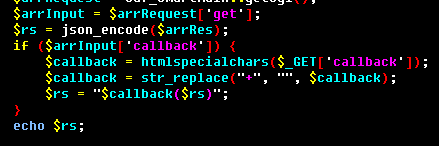 $arrInput = $arrRequest['get'];
$rs = json_encode($arrRes);
if ($arrInput['callback']) {
$callback = htmlspecialchars($_GET['callback']);
$callback = str_replace("+", "", $callback);
$rs = "$callback($rs)";
}
echo $rs;